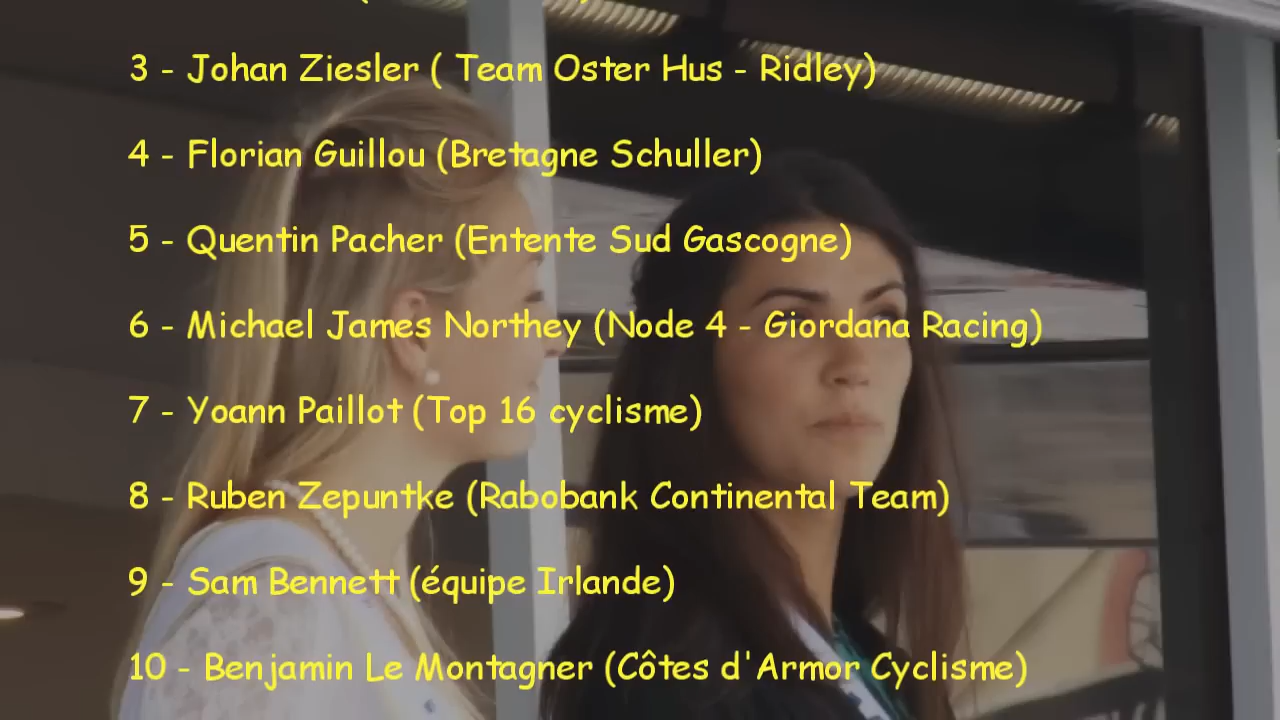 3 - Johan Ziesler ( Team Oster Hus - Ridley)
4 - Florian Guillou (Bretagne Schuller)
5 - Quentin Pacher (Entente Sud Gascogne)
6 - Michael James Northey (Node 4 - Giordana Racing)
7 - Yoann Paillot (Top 16 cyclisme)
8 - Ruben Zepuntke (Rabobank Continental Team)
9 - Sam Bennett (équipe Irlande)
10 - Benjamin Le Montagner (Côtes d'Armor Cyclisme)